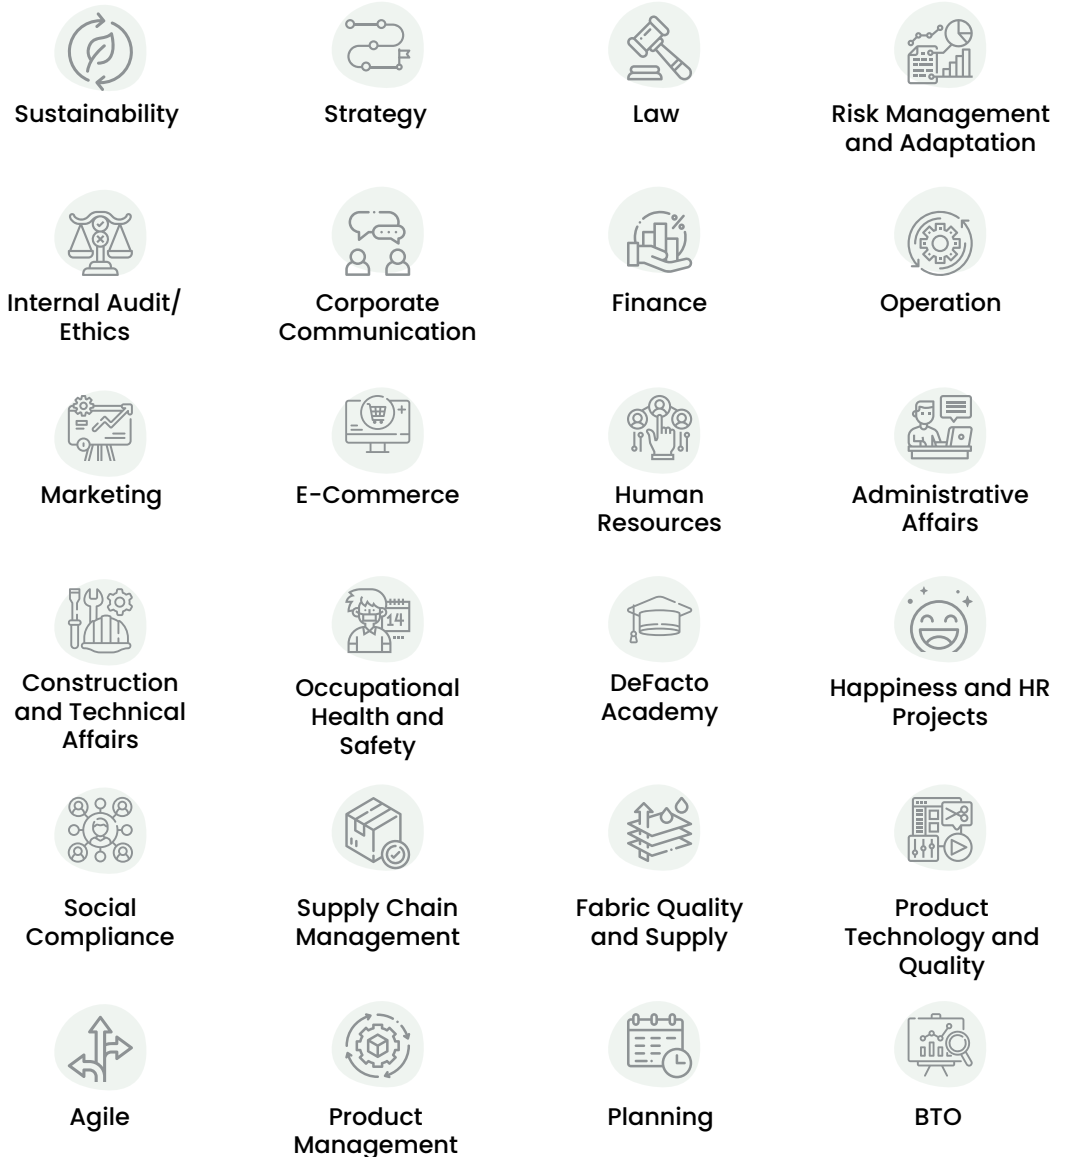 Sustainability
Strategy
Law
Risk Management
and Adaptation
Internal Audit/
Ethics
Corporate
Communication
Finance
Operation
Marketing
E-Commerce
Human
Resources
Administrative
Affairs
14
Construction
and Technical
Affairs
Occupational
Health and
Safety
DeFacto
Academy
Happiness and HR
Projects
Social
Compliance
Supply Chain
Management
Fabric Quality
and Supply
Product
Technology and
Quality
Agile
Product
Management
Planning
BTO